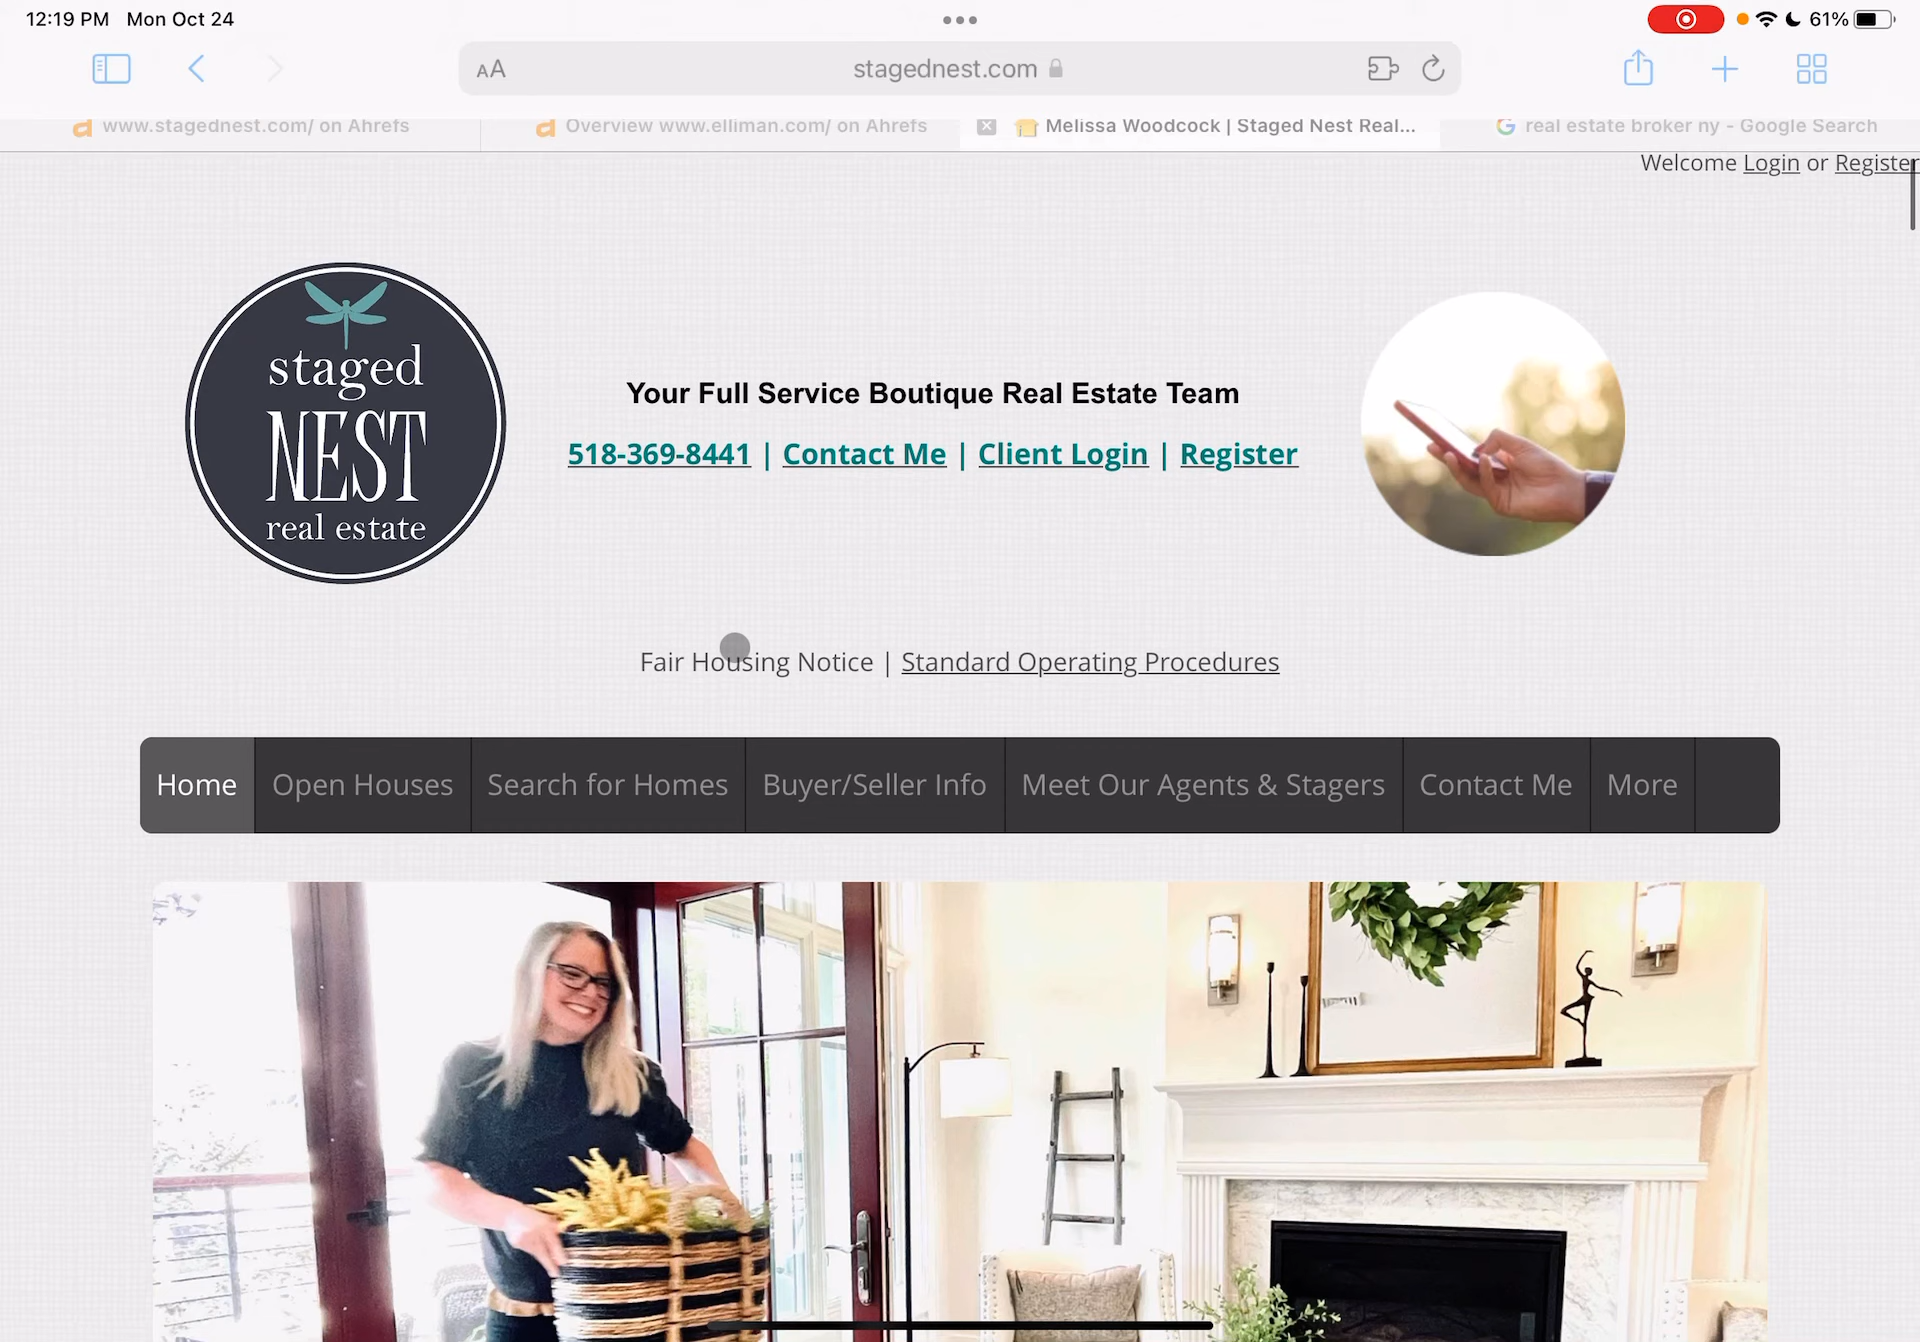 12:19 PM Mon Oct 24
61%
AA
stagednest.com
www.stagednest.com/ on Ahrefs
Overview www.elliman.com/ on Ahrefs
Melissa Woodcock | Staged Nest Real...
real estate broker ny - Google Search
Welcome Login or Register
staged
NEST
real estate
Your Full Service Boutique Real Estate Team
518-369-8441 | Contact Me | Client Login | Register
Fair Housing Notice | Standard Operating Procedures
Home
Open Houses
Search for Homes
Buyer/Seller Info
Meet Our Agents & Stagers
Contact Me
More